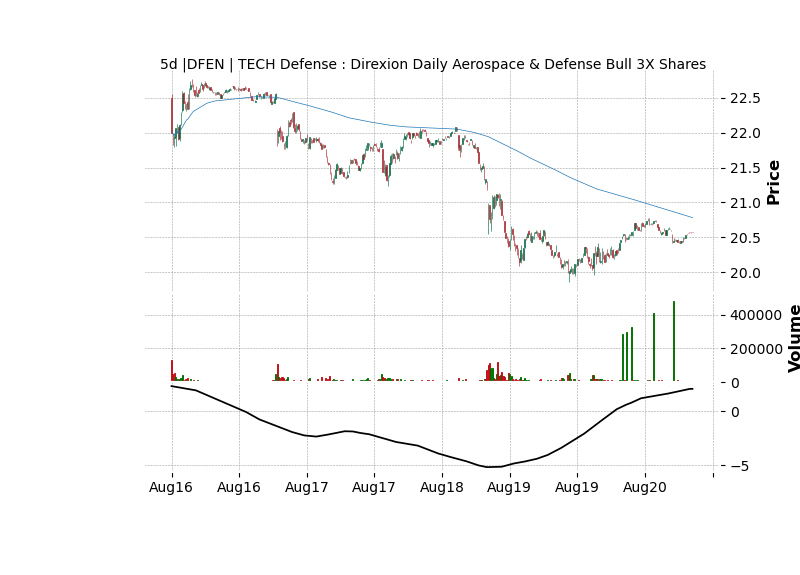 5d |DFEN | TECH Defense : Direxion Daily Aerospace & Defense Bull 3X Shares
22.5
22.0
21.5
21.0
20.5
20.0
Price
400000
200000
0
Volume
0
−5
Aug16 Aug16 Aug17 Aug17 Aug18 Aug19 Aug19 Aug20